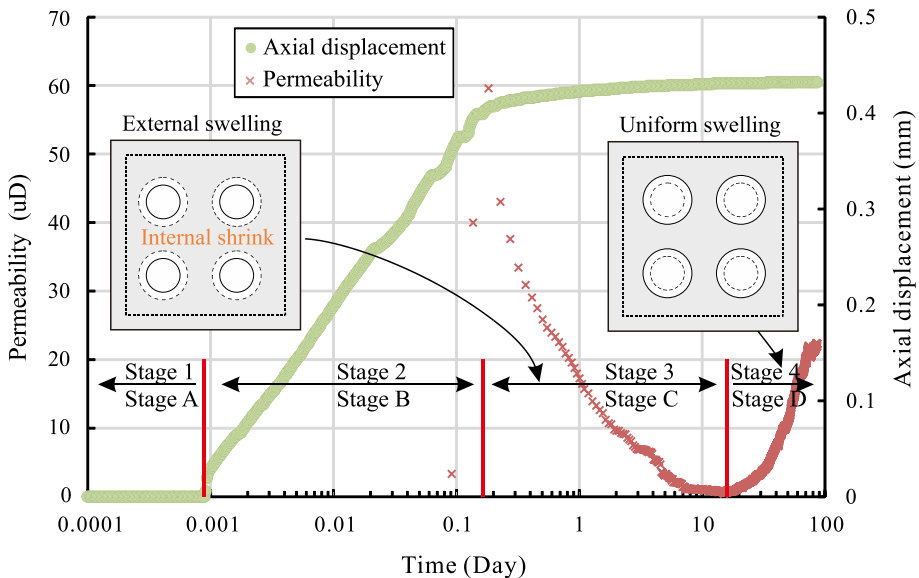 70
60
50
40
30
20
10
0
Permeability (uD)
0.5
0.4
0.3
0.2
0.1
0
Axial displacement (mm)
Axial displacement
Permeability
External swelling
Internal shrink
Uniform swelling
Stage 1
Stage A
Stage 2
Stage B
Stage 3
Stage C
Stage 4
Stage D
0.0001
0.001
0.01
0.1
1
10
100
Time (Day)